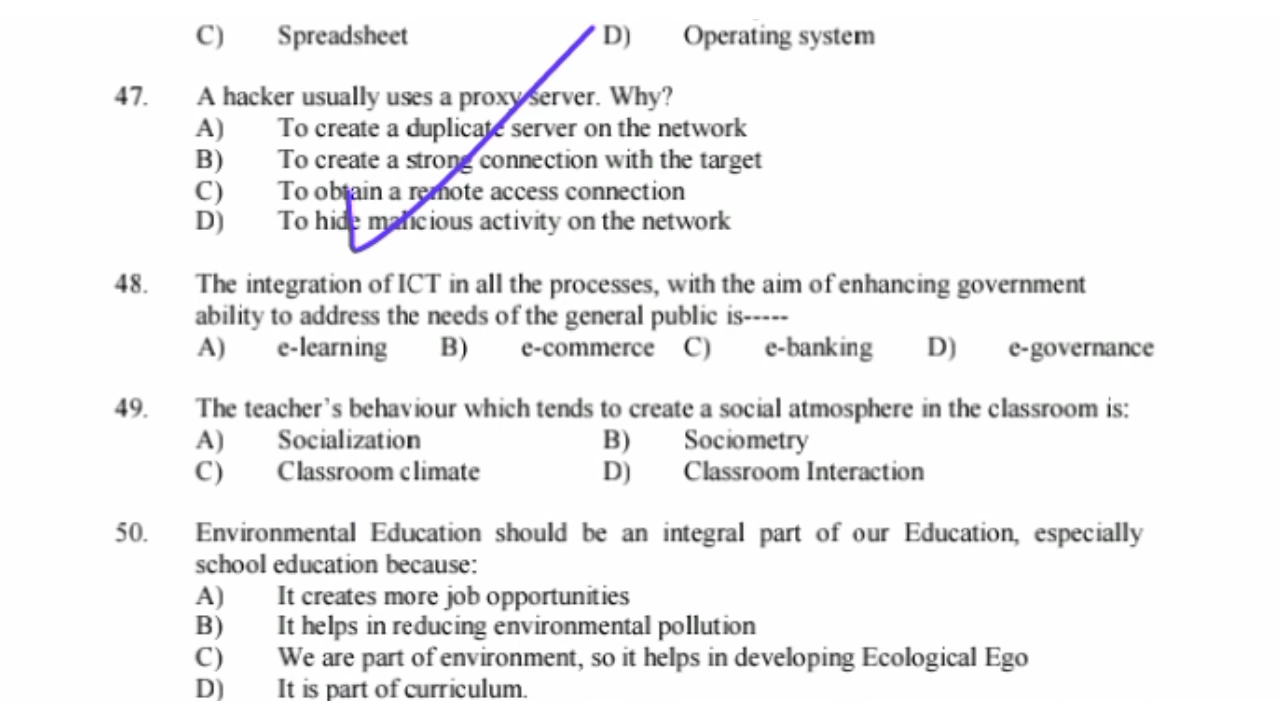 C) Spreadsheet D) Operating system
47. A hacker usually uses a proxy server. Why?
A) To create a duplicate server on the network
B) To create a strong connection with the target
C) To obtain a remote access connection
D) To hide malicious activity on the network
48. The integration of ICT in all the processes, with the aim of enhancing government
ability to address the needs of the general public is-----
A) e-learning B) e-commerce C) e-banking D) e-governance
49. The teacher's behaviour which tends to create a social atmosphere in the classroom is:
A) Socialization B) Sociometry
C) Classroom climate D) Classroom Interaction
50. Environmental Education should be an integral part of our Education, especially
school education because:
A) It creates more job opportunities
B) It helps in reducing environmental pollution
C) We are part of environment, so it helps in developing Ecological Ego
D) It is part of curriculum.